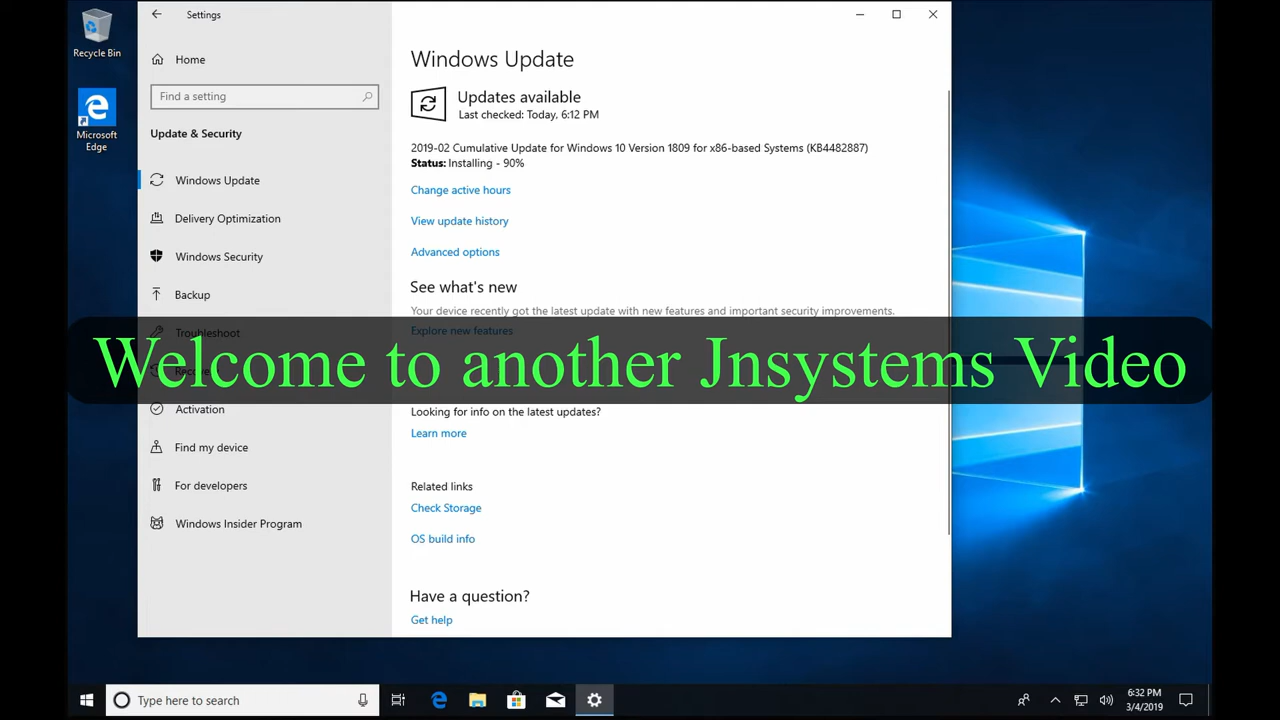 Recycle Bin
Microsoft
Edge
Settings
Home
Find a setting
Update & Security
Windows Update
Delivery Optimization
Windows Security
Backup
Troubleshoot
Activation
Find my device
For developers
Windows Insider Program
Windows Update
Updates available
Last checked: Today, 6:12 PM
2019-02 Cumulative Update for Windows 10 Version 1809 for x86-based Systems (KB4482887)
Status: Installing - 90%
Change active hours
View update history
Advanced options
See what's new
Your device recently got the latest update with new features and important security improvements.
Explore new features
Welcome to another Jnsystems Video
Looking for info on the latest updates?
Learn more
Related links
Check Storage
OS build info
Have a question?
Get help
Type here to search
6:32 PM
3/4/2019